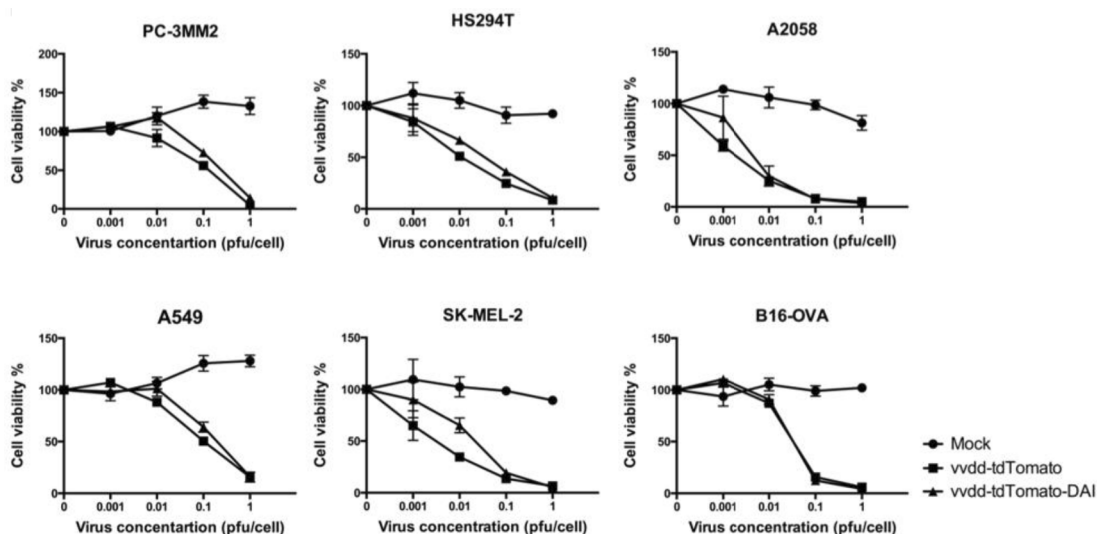 PC-3MM2
Cell viability %
200
150
100
50
0
0 0.001 0.01 0.1 1
Virus concentartion (pfu/cell)
HS294T
Cell viability %
150
100
50
0
0 0.001 0.01 0.1 1
Virus concentration (pfu/cell)
A2058
Cell viability %
150
100
50
0
0 0.001 0.01 0.1 1
Virus concentration (pfu/cell)
A549
Cell viability %
150
100
50
0
0 0.001 0.01 0.1 1
Virus concentartion (pfu/cell)
SK-MEL-2
Cell viability %
150
100
50
0
0 0.001 0.01 0.1 1
Virus concentration (pfu/cell)
B16-OVA
Cell viability %
150
100
50
0
0 0.001 0.01 0.1 1
Virus concentration (pfu/cell)
Mock
vvdd-tdTomato
vvdd-tdTomato-DAI